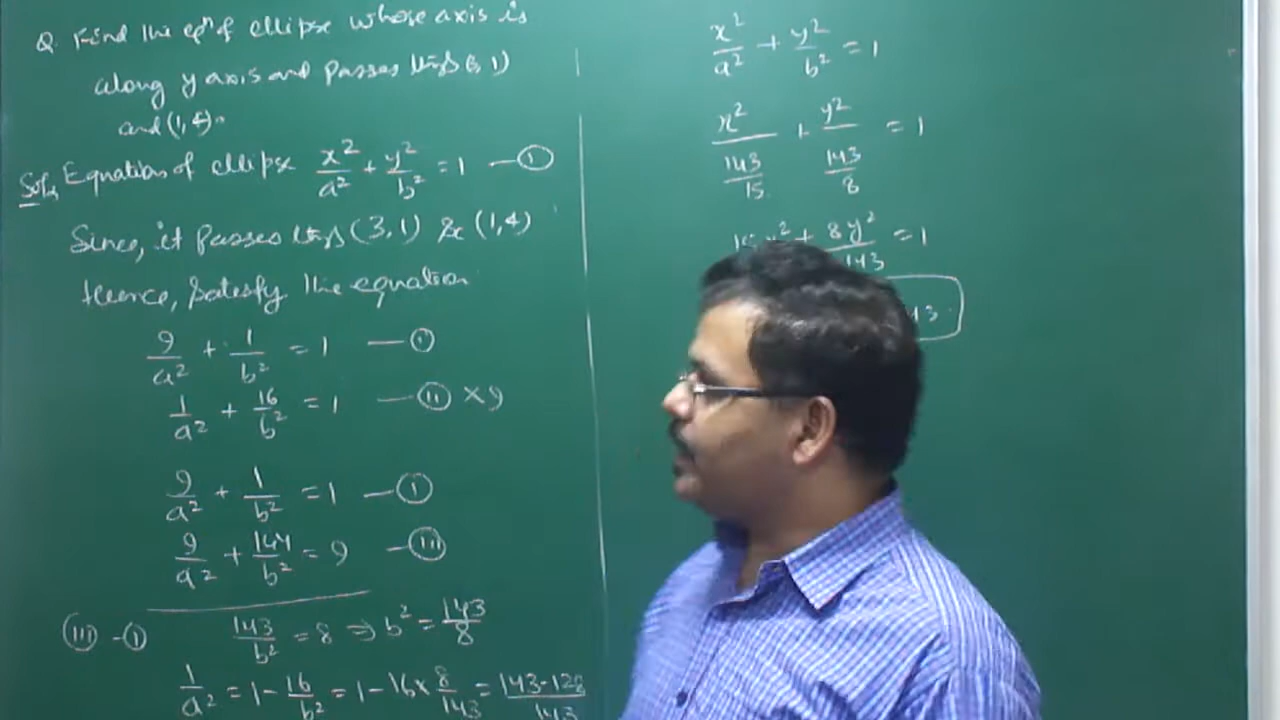 Q. Find the eqn of ellipse whose axis is
along y axis and passes (3, 1)
and (1, 4).
Soln, Equation of ellipse x²/a² + y²/b² = 1 — (i)
Since, it passes (3,1) & (1,4)
Hence, satisfy the equation
9/a² + 1/b² = 1 — (i)
1/a² + 16/b² = 1 — (ii) × 9
9/a² + 1/b² = 1 — (i)
9/a² + 144/b² = 9 — (iii)
(iii) - (i) 143/b² = 8 ⇒ b² = 143/8
1/a² = 1 - 16/b² = 1 - 16 × 8/143 = 143-128/143
x²/a² + y²/b² = 1
x²/143/15 + y²/143/8 = 1
15x² + 8y²/143 = 1
43.